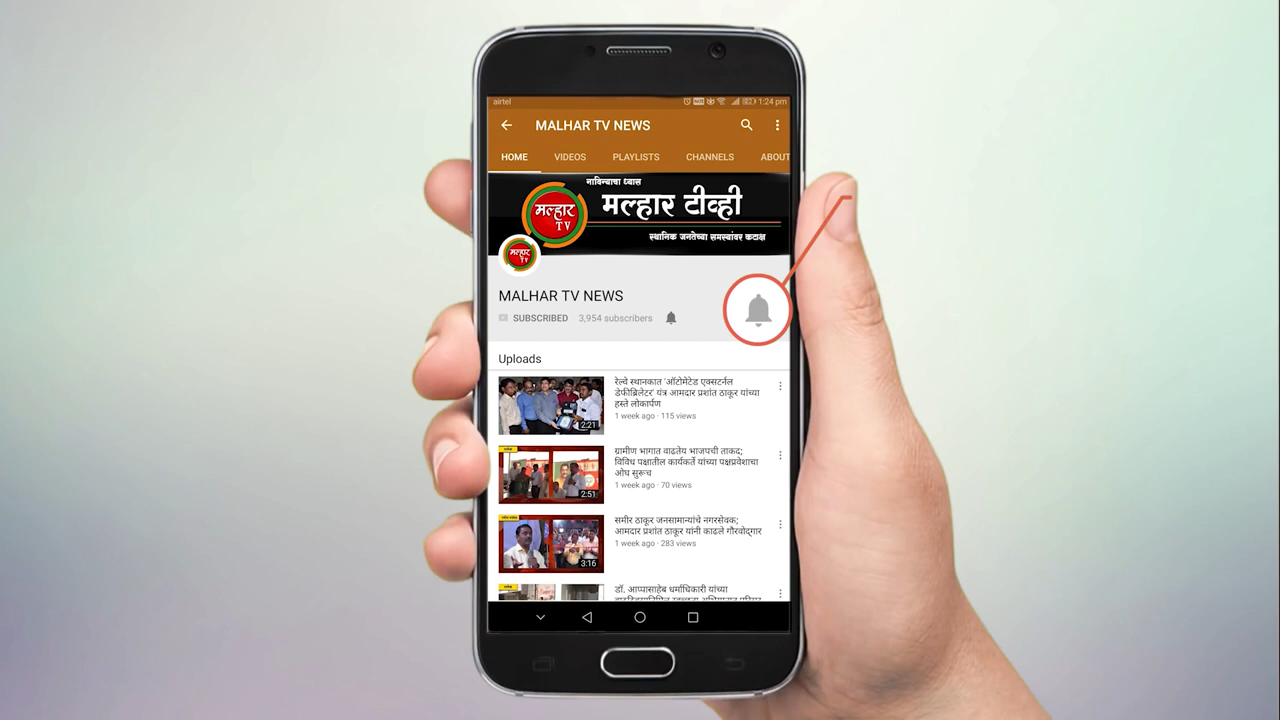 airtel
1:24 pm
MALHAR TV NEWS
HOME VIDEOS PLAYLISTS CHANNELS ABOUT
नाविन्याचा ध्यास
मल्हार टीव्ही
मल्हार
TV
स्थानिक जनतेच्या समस्यांवर कटाक्ष
मल्हार
TV
MALHAR TV NEWS
SUBSCRIBED 3,954 subscribers
Uploads
रेल्वे स्थानकात 'ऑटोमेटेड एक्सटर्नल
डेफीब्रिलेटर' यंत्र आमदार प्रशांत ठाकूर यांच्या
हस्ते लोकार्पण
1 week ago · 115 views
2:21
ग्रामीण भागात वाढतेय भाजपची ताकद;
विविध पक्षातील कार्यकर्ते यांच्या पक्षप्रवेशाचा
ओघ सुरूच
1 week ago · 70 views
2:51
समीर ठाकूर जनसामान्यांचे नगरसेवक;
आमदार प्रशांत ठाकूर यांनी काढले गौरवोद्गार
1 week ago · 283 views
3:16
डॉ. आप्पासाहेब धर्माधिकारी यांच्या